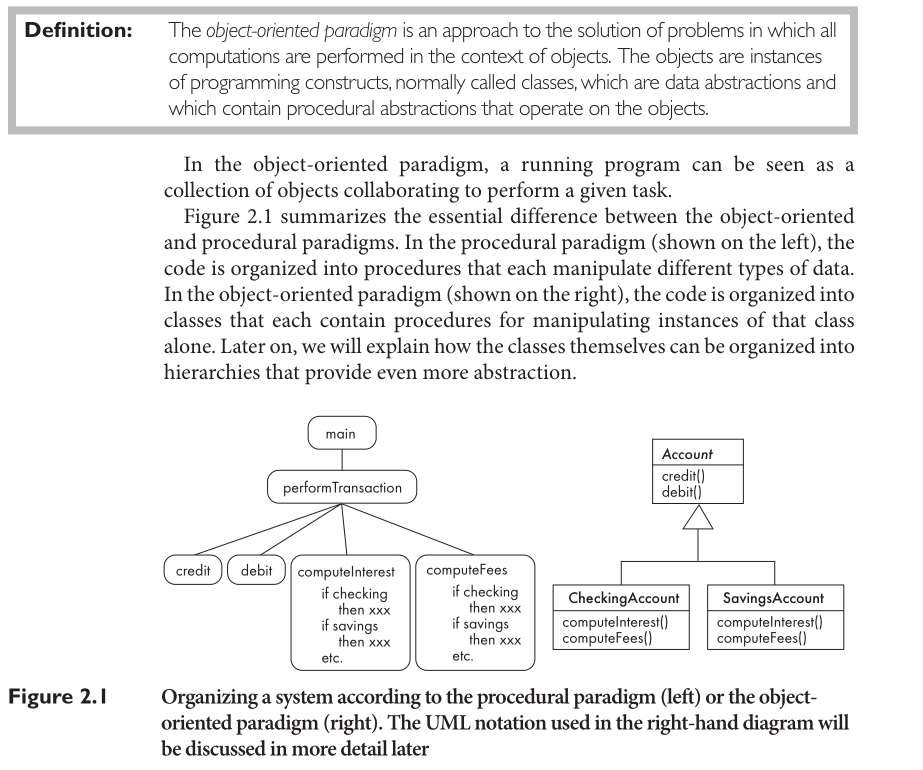 Definition: The object-oriented paradigm is an approach to the solution of problems in which all
computations are performed in the context of objects. The objects are instances
of programming constructs, normally called classes, which are data abstractions and
which contain procedural abstractions that operate on the objects.
In the object-oriented paradigm, a running program can be seen as a
collection of objects collaborating to perform a given task.
Figure 2.1 summarizes the essential difference between the object-oriented
and procedural paradigms. In the procedural paradigm (shown on the left), the
code is organized into procedures that each manipulate different types of data.
In the object-oriented paradigm (shown on the right), the code is organized into
classes that each contain procedures for manipulating instances of that class
alone. Later on, we will explain how the classes themselves can be organized into
hierarchies that provide even more abstraction.
main
performTransaction
credit
debit
computeInterest
if checking
then xxx
if savings
then xxx
etc.
computeFees
if checking
then xxx
if savings
then xxx
etc.
Account
credit()
debit()
CheckingAccount
computeInterest()
computeFees()
SavingsAccount
computeInterest()
computeFees()
Figure 2.1 Organizing a system according to the procedural paradigm (left) or the object-
oriented paradigm (right). The UML notation used in the right-hand diagram will
be discussed in more detail later